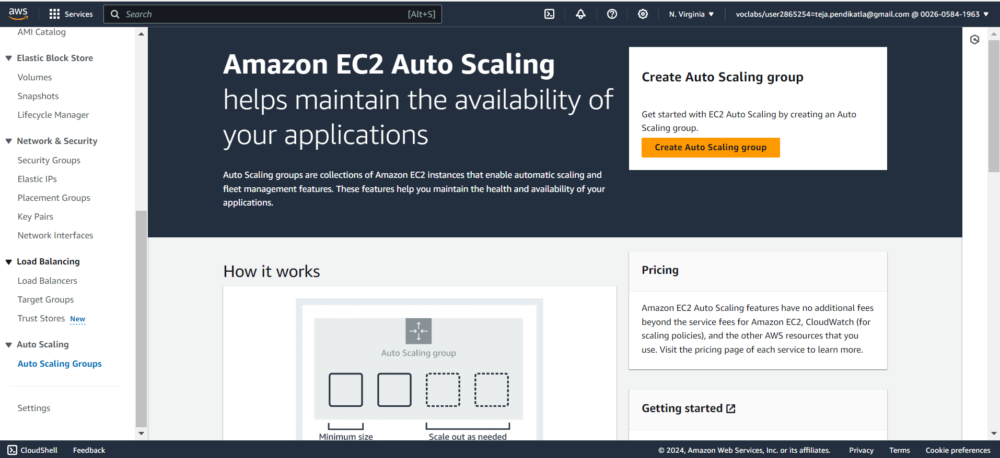 aws
Services
Search
[Alt+S]
N. Virginia
voclabs/user2865254=teja.pendikatla@gmail.com @ 0026-0584-1963
AMI Catalog
Elastic Block Store
Volumes
Snapshots
Lifecycle Manager
Network & Security
Security Groups
Elastic IPs
Placement Groups
Key Pairs
Network Interfaces
Load Balancing
Load Balancers
Target Groups
Trust Stores New
Auto Scaling
Auto Scaling Groups
Settings
Amazon EC2 Auto Scaling
helps maintain the availability of
your applications
Auto Scaling groups are collections of Amazon EC2 instances that enable automatic scaling and
fleet management features. These features help you maintain the health and availability of your
applications.
Create Auto Scaling group
Get started with EC2 Auto Scaling by creating an Auto
Scaling group.
Create Auto Scaling group
How it works
Auto Scaling group
Minimum size
Scale out as needed
Pricing
Amazon EC2 Auto Scaling features have no additional fees
beyond the service fees for Amazon EC2, CloudWatch (for
scaling policies), and the other AWS resources that you
use. Visit the pricing page of each service to learn more.
Getting started
CloudShell
Feedback
© 2024, Amazon Web Services, Inc. or its affiliates.
Privacy
Terms
Cookie preferences